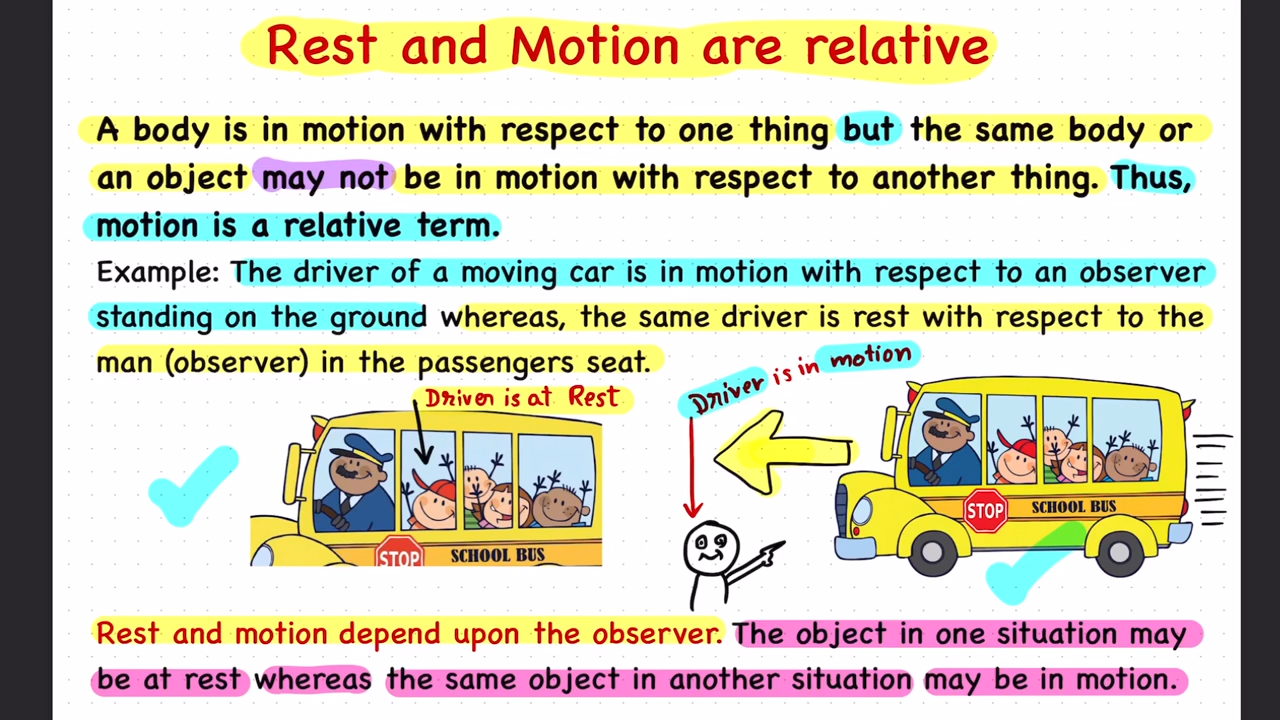 Rest and Motion are relative
A body is in motion with respect to one thing but the same body or
an object may not be in motion with respect to another thing. Thus,
motion is a relative term.
Example: The driver of a moving car is in motion with respect to an observer
standing on the ground whereas, the same driver is rest with respect to the
man (observer) in the passengers seat.
Driver is at Rest
Driver is in motion
STOP
SCHOOL BUS
STOP
SCHOOL BUS
Rest and motion depend upon the observer. The object in one situation may
be at rest whereas the same object in another situation may be in motion.